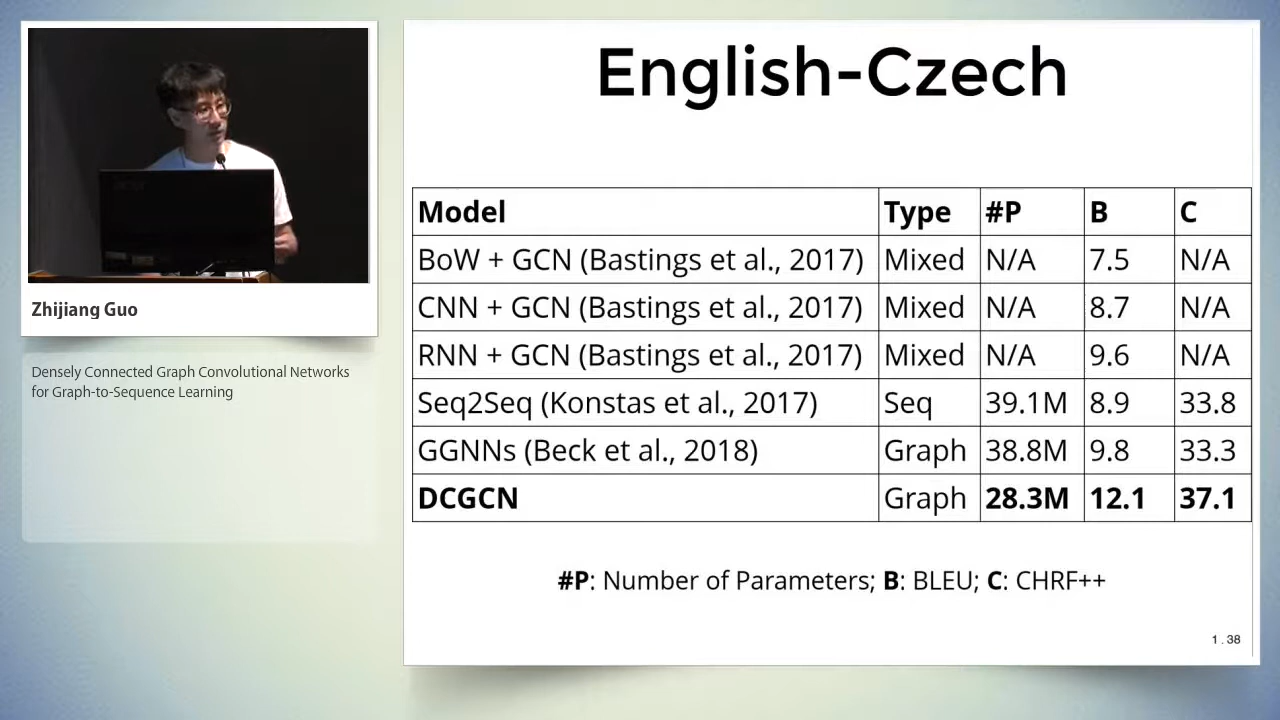 Zhijiang Guo
Densely Connected Graph Convolutional Networks
for Graph-to-Sequence Learning
English-Czech
Model Type #P B C
BoW + GCN (Bastings et al., 2017) Mixed N/A 7.5 N/A
CNN + GCN (Bastings et al., 2017) Mixed N/A 8.7 N/A
RNN + GCN (Bastings et al., 2017) Mixed N/A 9.6 N/A
Seq2Seq (Konstas et al., 2017) Seq 39.1M 8.9 33.8
GGNNs (Beck et al., 2018) Graph 38.8M 9.8 33.3
DCGCN Graph 28.3M 12.1 37.1
#P: Number of Parameters; B: BLEU; C: CHRF++
1 . 38